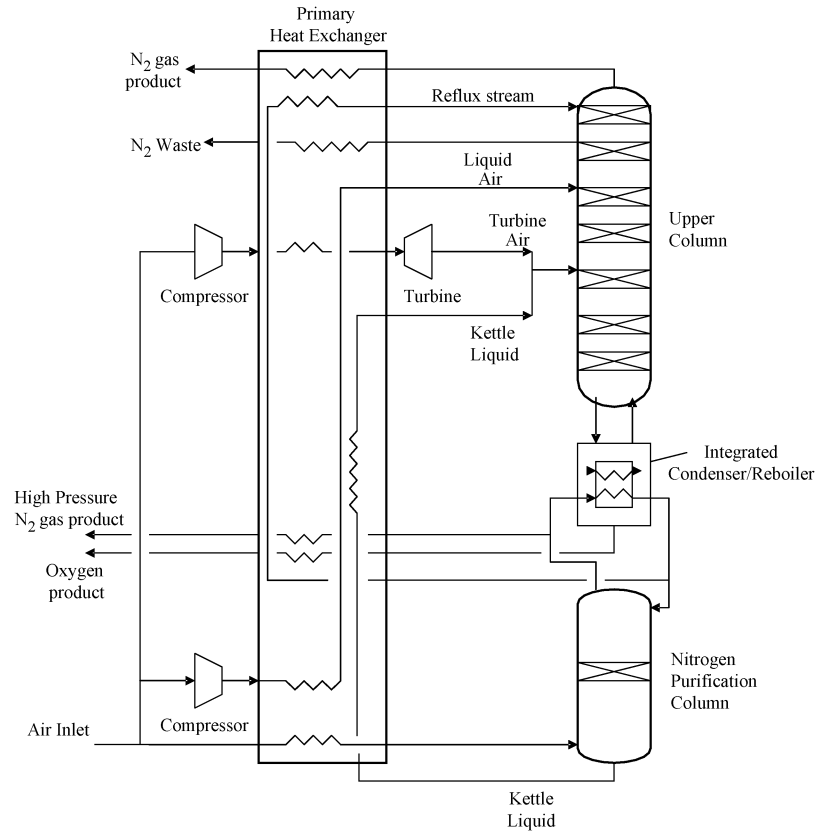 Primary
Heat Exchanger
N2 gas
product
Reflux stream
N2 Waste
Liquid
Air
Turbine
Air
Upper
Column
Compressor
Turbine
Kettle
Liquid
Integrated
Condenser/Reboiler
High Pressure
N2 gas product
Oxygen
product
Nitrogen
Purification
Column
Compressor
Air Inlet
Kettle
Liquid